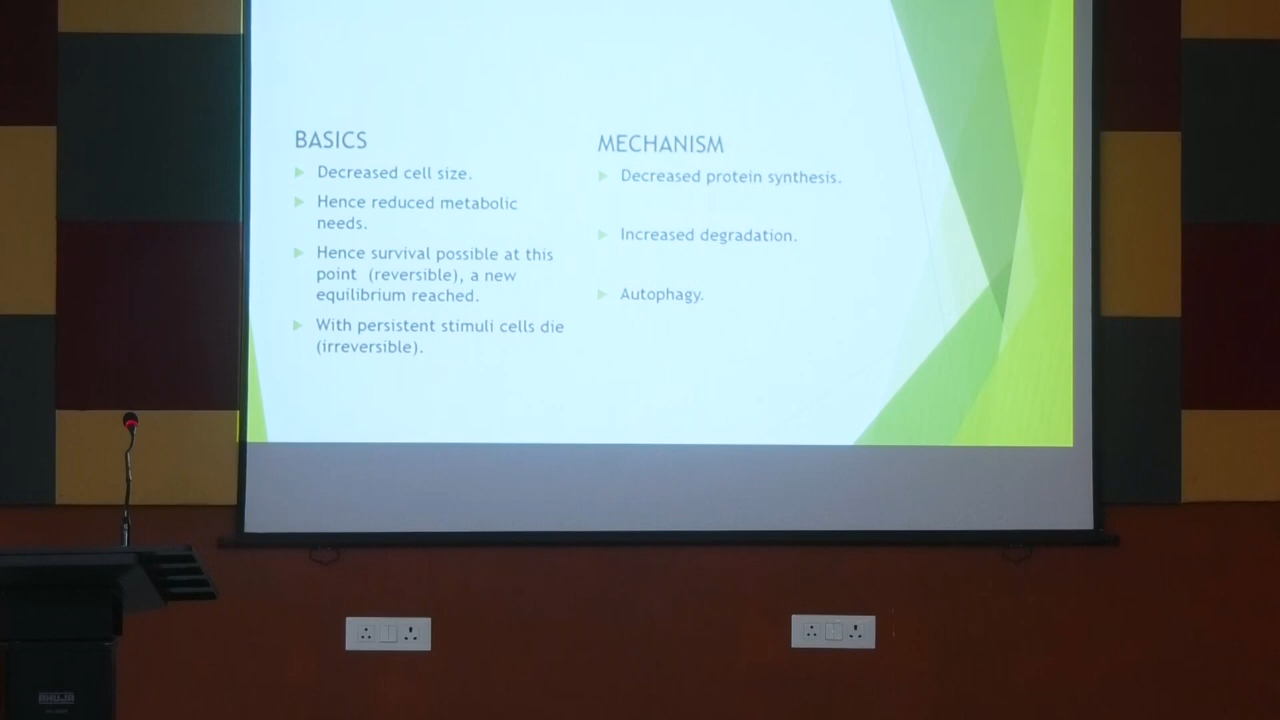 BASICS
Decreased cell size.
Hence reduced metabolic
needs.
Hence survival possible at this
point (reversible), a new
equilibrium reached.
With persistent stimuli cells die
(irreversible).
MECHANISM
Decreased protein synthesis.
Increased degradation.
Autophagy.
AHUJA